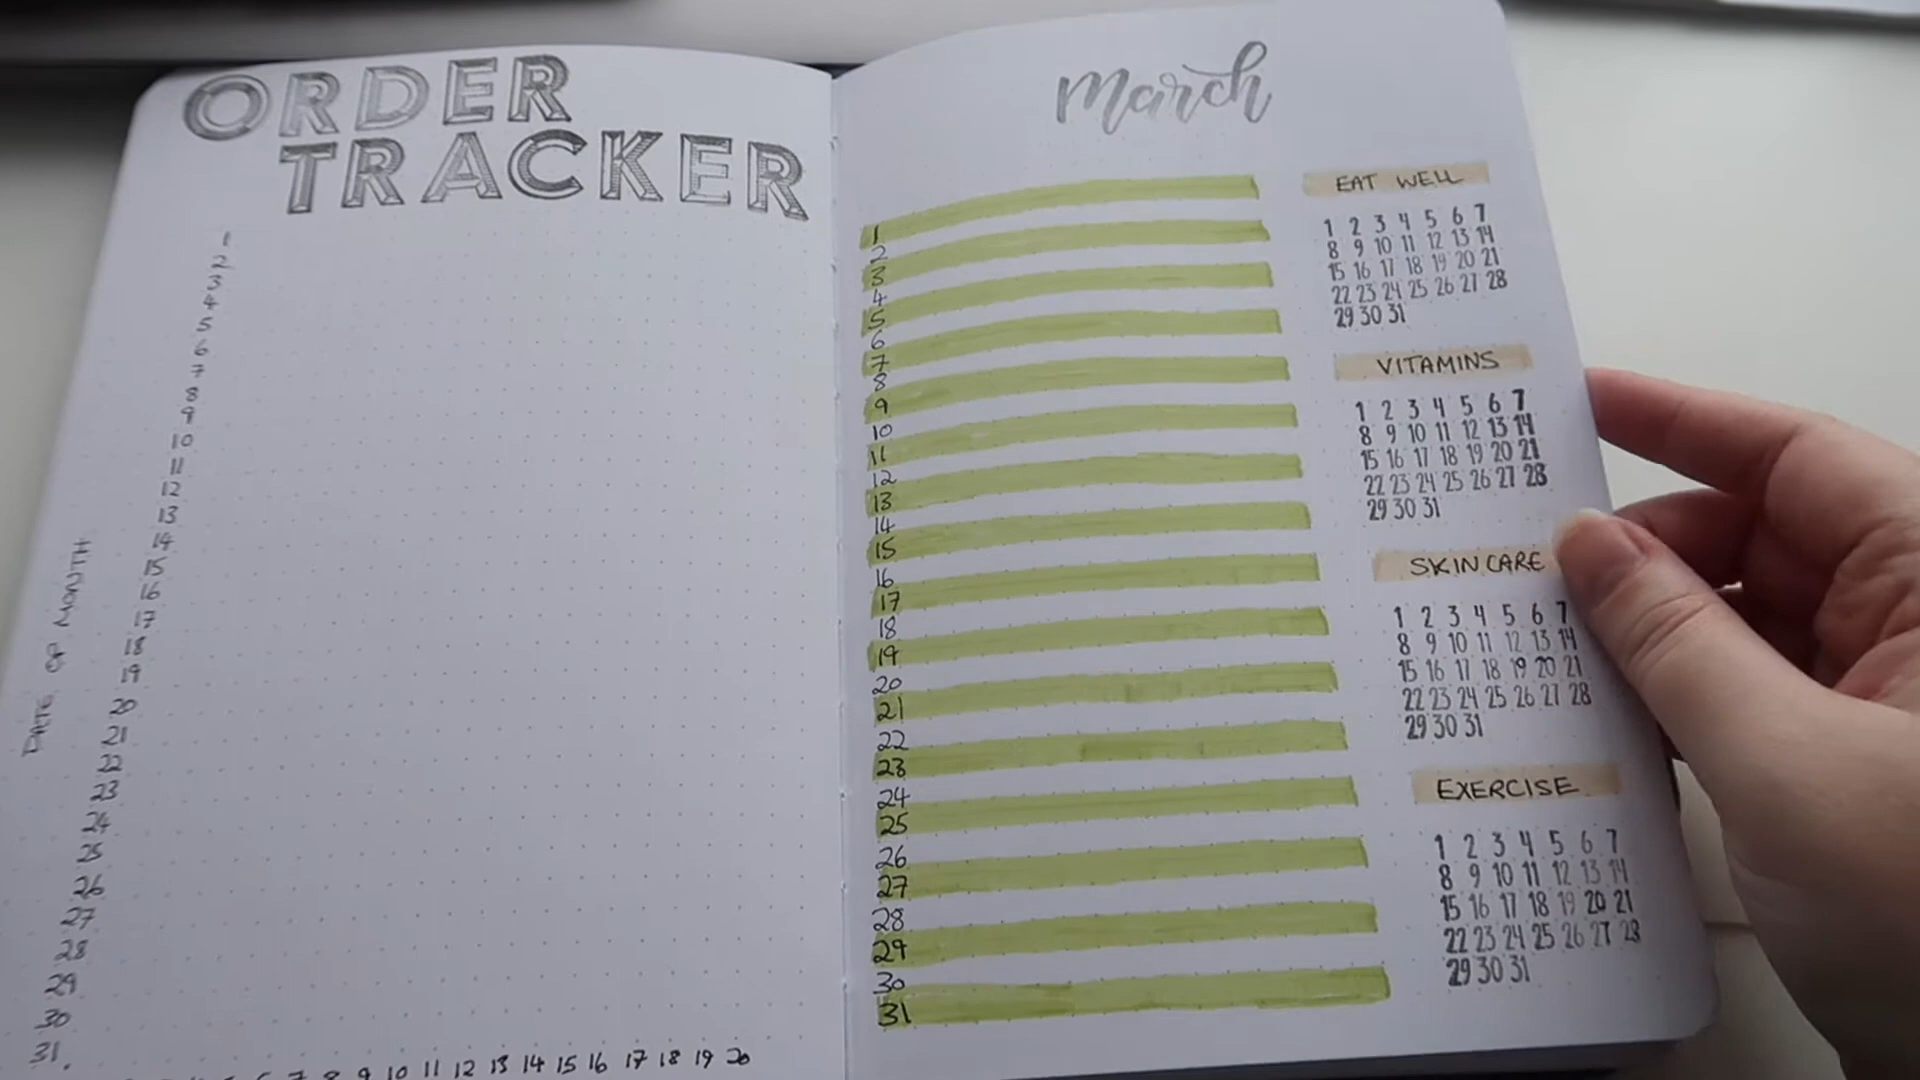 ORDER
TRACKER
1
2
3
4
5
6
7
8
9
10
11
12
13
14
15
16
17
18
19
20
21
22
23
24
25
26
27
28
29
30
31.
DATE OF MONTH
7 8 9 10 11 12 13 14 15 16 17 18 19 20
March
1
2
3
4
5
6
7
8
9
10
11
12
13
14
15
16
17
18
19
20
21
22
23
24
25
26
27
28
29
30
31
EAT WELL
1 2 3 4 5 6 7
8 9 10 11 12 13 14
15 16 17 18 19 20 21
22 23 24 25 26 27 28
29 30 31
VITAMINS
1 2 3 4 5 6 7
8 9 10 11 12 13 14
15 16 17 18 19 20 21
22 23 24 25 26 27 28
29 30 31
SKINCARE
1 2 3 4 5 6 7
8 9 10 11 12 13 14
15 16 17 18 19 20 21
22 23 24 25 26 27 28
29 30 31
EXERCISE
1 2 3 4 5 6 7
8 9 10 11 12 13 14
15 16 17 18 19 20 21
22 23 24 25 26 27 28
29 30 31